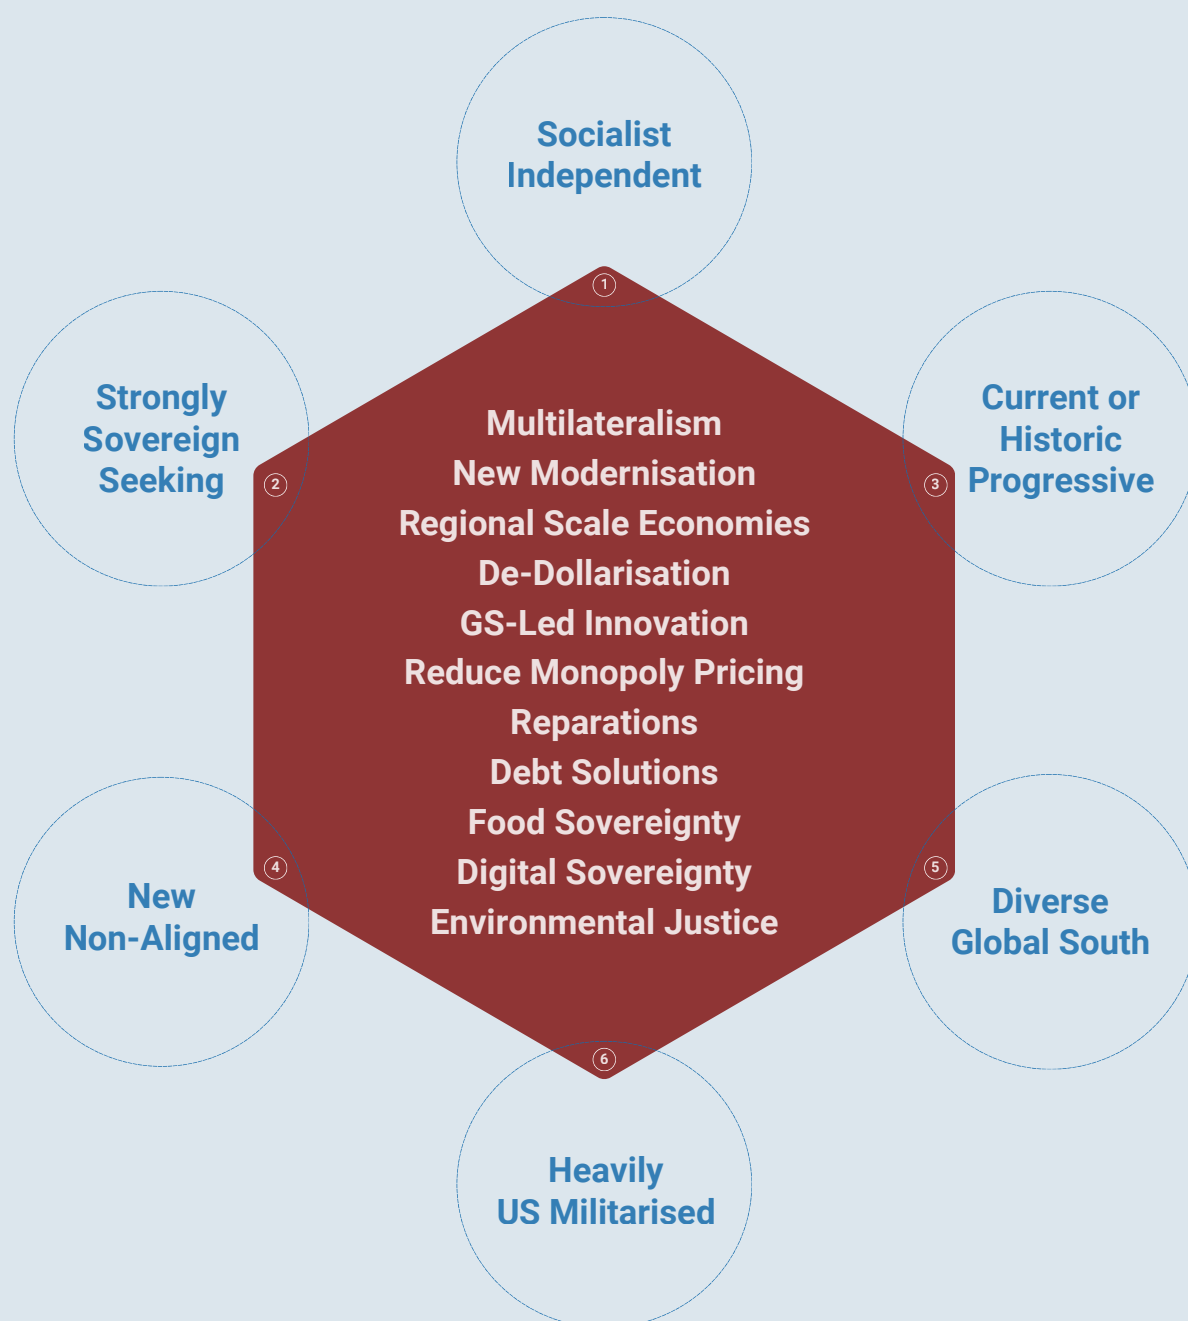 Socialist
Independent
1
Strongly
Sovereign
Seeking
2
Current or
Historic
Progressive
3
Multilateralism
New Modernisation
Regional Scale Economies
De-Dollarisation
GS-Led Innovation
Reduce Monopoly Pricing
Reparations
Debt Solutions
Food Sovereignty
Digital Sovereignty
Environmental Justice
4
New
Non-Aligned
5
Diverse
Global South
6
Heavily
US Militarised